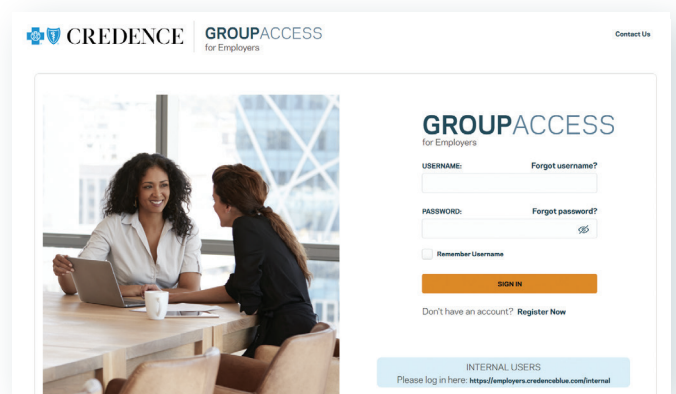 CREDENCE
GROUPACCESS
for Employers
Contact Us
GROUPACCESS
for Employers
USERNAME: Forgot username?
PASSWORD: Forgot password?
Remember Username
SIGN IN
Don't have an account? Register Now
INTERNAL USERS
Please log in here: https://employers.credenceblue.com/internal